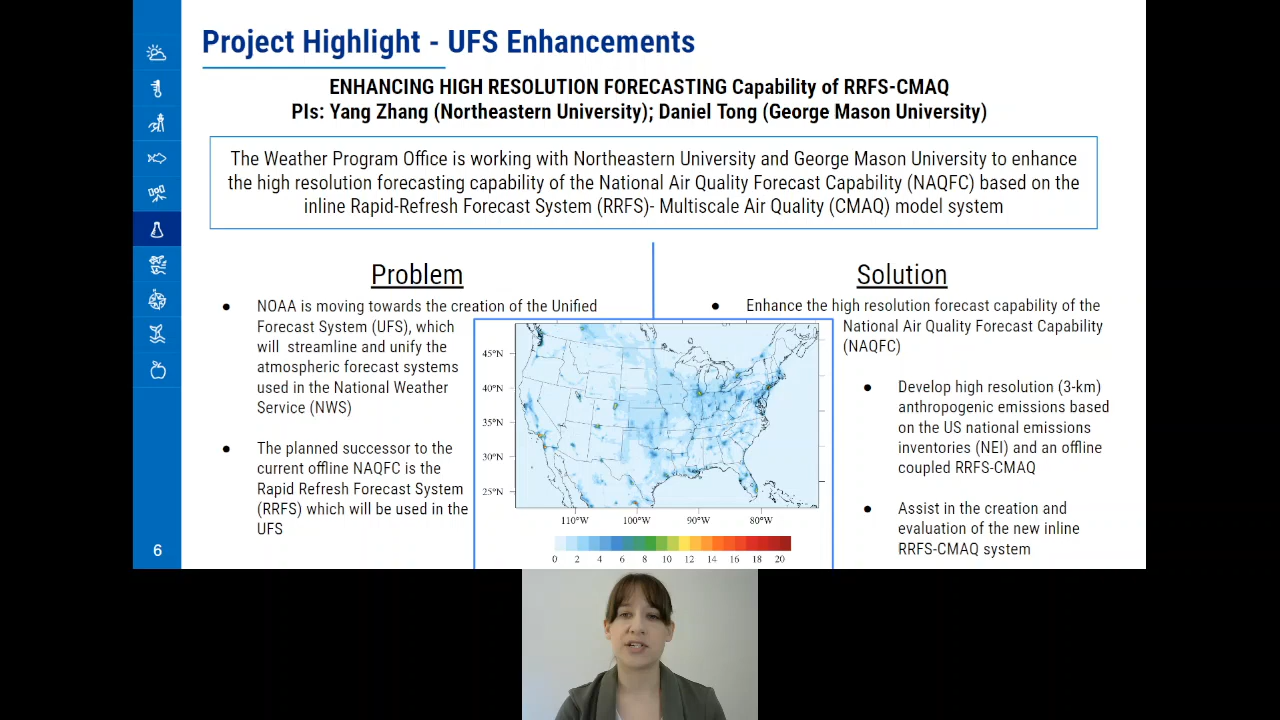 Project Highlight - UFS Enhancements
ENHANCING HIGH RESOLUTION FORECASTING Capability of RRFS-CMAQ
PIs: Yang Zhang (Northeastern University); Daniel Tong (George Mason University)
The Weather Program Office is working with Northeastern University and George Mason University to enhance
the high resolution forecasting capability of the National Air Quality Forecast Capability (NAQFC) based on the
inline Rapid-Refresh Forecast System (RRFS)- Multiscale Air Quality (CMAQ) model system
Problem
● NOAA is moving towards the creation of the Unified
Forecast System (UFS), which
will streamline and unify the
atmospheric forecast systems
used in the National Weather
Service (NWS)
● The planned successor to the
current offline NAQFC is the
Rapid Refresh Forecast System
(RRFS) which will be used in the
UFS
45°N
40°N
35°N
30°N
25°N
110°W 100°W 90°W 80°W
0 2 4 6 8 10 12 14 16 18 20
Solution
● Enhance the high resolution forecast capability of the
National Air Quality Forecast Capability
(NAQFC)
● Develop high resolution (3-km)
anthropogenic emissions based
on the US national emissions
inventories (NEI) and an offline
coupled RRFS-CMAQ
● Assist in the creation and
evaluation of the new inline
RRFS-CMAQ system
6